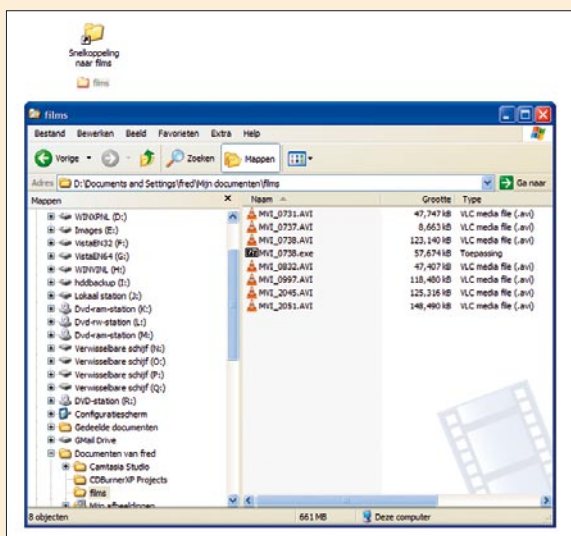 Snelkoppeling
naar films
films
films
Bestand Bewerken Beeld Favorieten Extra Help
Vorige Zoeken Mappen
Adres D:\Documents and Settings\fred\Mijn documenten\films Ga naar
Mappen
WINXPNL (D:)
Images (E:)
VistaEN32 (F:)
VistaEN64 (G:)
WINVINL (H:)
hddbackup (I:)
Lokaal station (J:)
Dvd-ram-station (K:)
Dvd-rw-station (L:)
Dvd-ram-station (M:)
Verwisselbare schijf (N:)
Verwisselbare schijf (O:)
Verwisselbare schijf (P:)
Verwisselbare schijf (Q:)
DVD-station (R:)
Configuratiescherm
Gedeelde documenten
GMail Drive
Documenten van fred
Camtasia Studio
CDBurnerXP Projects
films
Mijn afbeeldingen
Naam Grootte Type
MVI_0731.AVI 47,747 kB VLC media file (.avi)
MVI_0737.AVI 8,663 kB VLC media file (.avi)
MVI_0738.AVI 123,140 kB VLC media file (.avi)
MVI_0738.exe 57,674 kB Toepassing
MVI_0832.AVI 47,407 kB VLC media file (.avi)
MVI_0997.AVI 118,480 kB VLC media file (.avi)
MVI_2045.AVI 125,316 kB VLC media file (.avi)
MVI_2051.AVI 148,490 kB VLC media file (.avi)
8 objecten 661 MB Deze computer